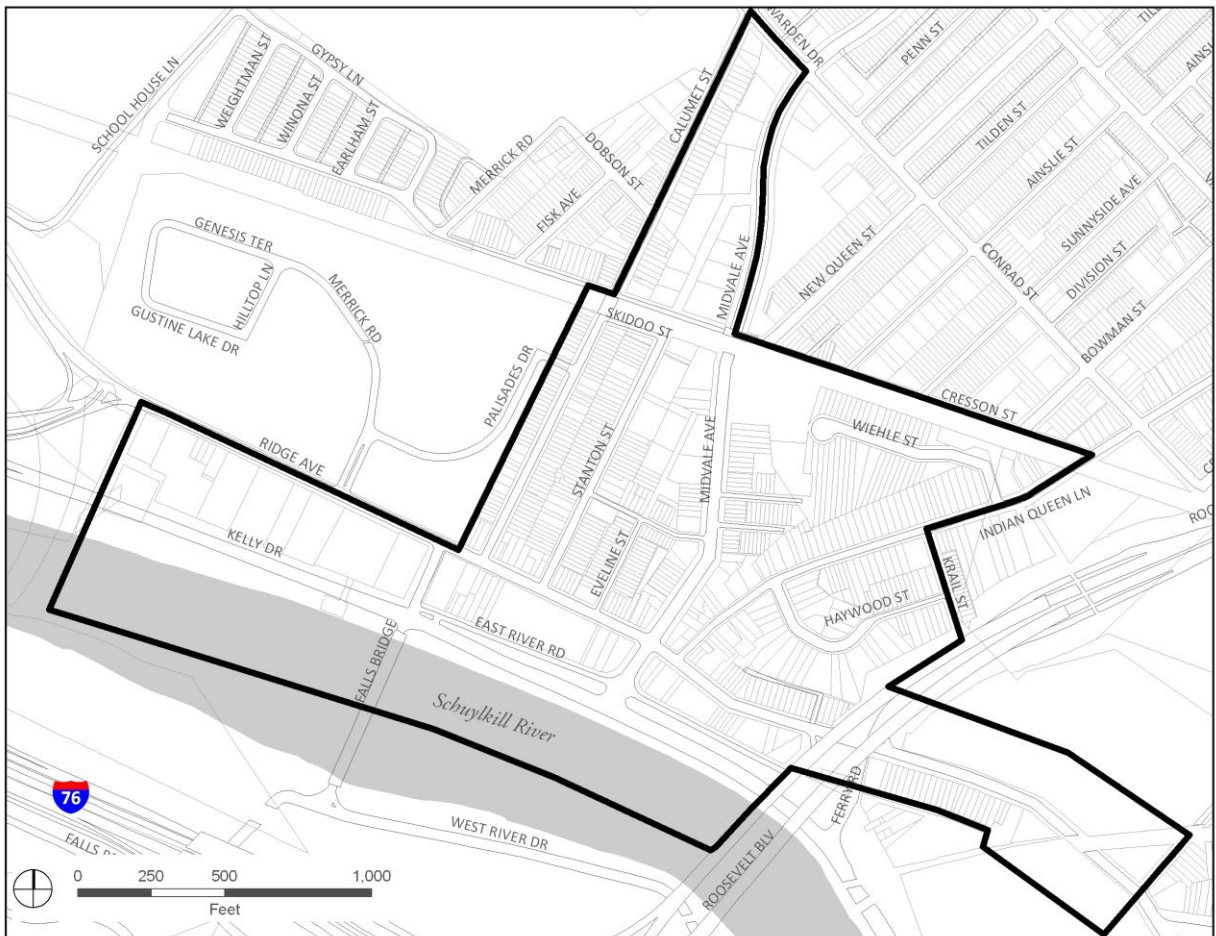 WARDEN DR
PENN ST
GYPSY LN
WEIGHTMAN ST
WINONA ST
EARLHAM ST
SCHOOL HOUSE LN
CALUMET ST
TILDEN ST
AINSLIE ST
SUNNYSIDE AVE
MERRICK RD
DOBSON ST
FISK AVE
GENESIS TER
HILLTOP LN
GUSTINE LAKE DR
MERRICK RD
MIDVALE AVE
NEW QUEEN ST
CONRAD ST
DIVISION ST
BOWMAN ST
SKIDOO ST
PALISADES DR
CRESSON ST
WIEHLE ST
RIDGE AVE
STANTON ST
MIDVALE AVE
INDIAN QUEEN LN
KELLY DR
EVELINE ST
KRAIL ST
HAYWOOD ST
EAST RIVER RD
FALLS BRIDGE
Schuylkill River
76
FERRY RD
WEST RIVER DR
ROOSEVELT BLV
0 250 500 1,000
Feet